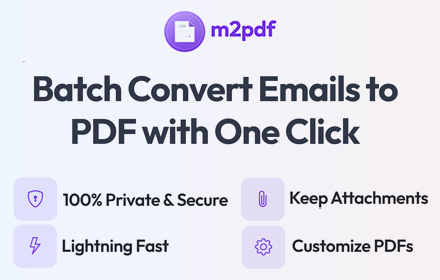 m2pdf
Batch Convert Emails to
PDF with One Click
100% Private & Secure
Keep Attachments
Lightning Fast
Customize PDFs